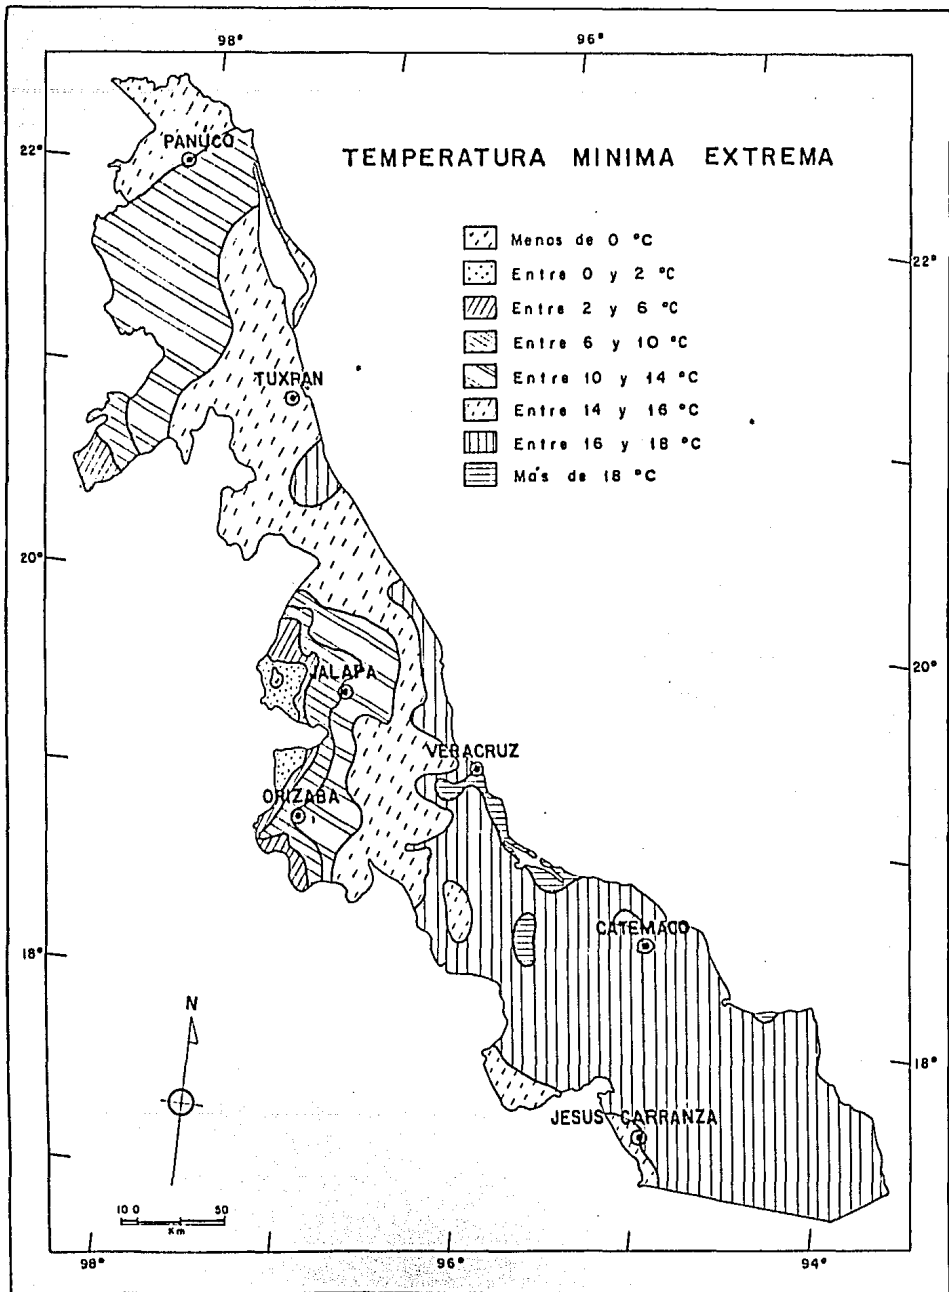 98°
96°
PANUCO
22°
TEMPERATURA MINIMA EXTREMA
Menos de 0 °C
22°
Entre 0 y 2 °C
Entre 2 y 6 °C
Entre 6 y 10 °C
Entre 10 y 14 °C
TUXPAN
Entre 14 y 16 °C
Entre 16 y 18 °C
Más de 18 °C
20°
20°
JALAPA
VERACRUZ
ORIZABA
CATEMACO
18°
N
18°
JESUS CARRANZA
10 0 50
Km
98°
96°
94°